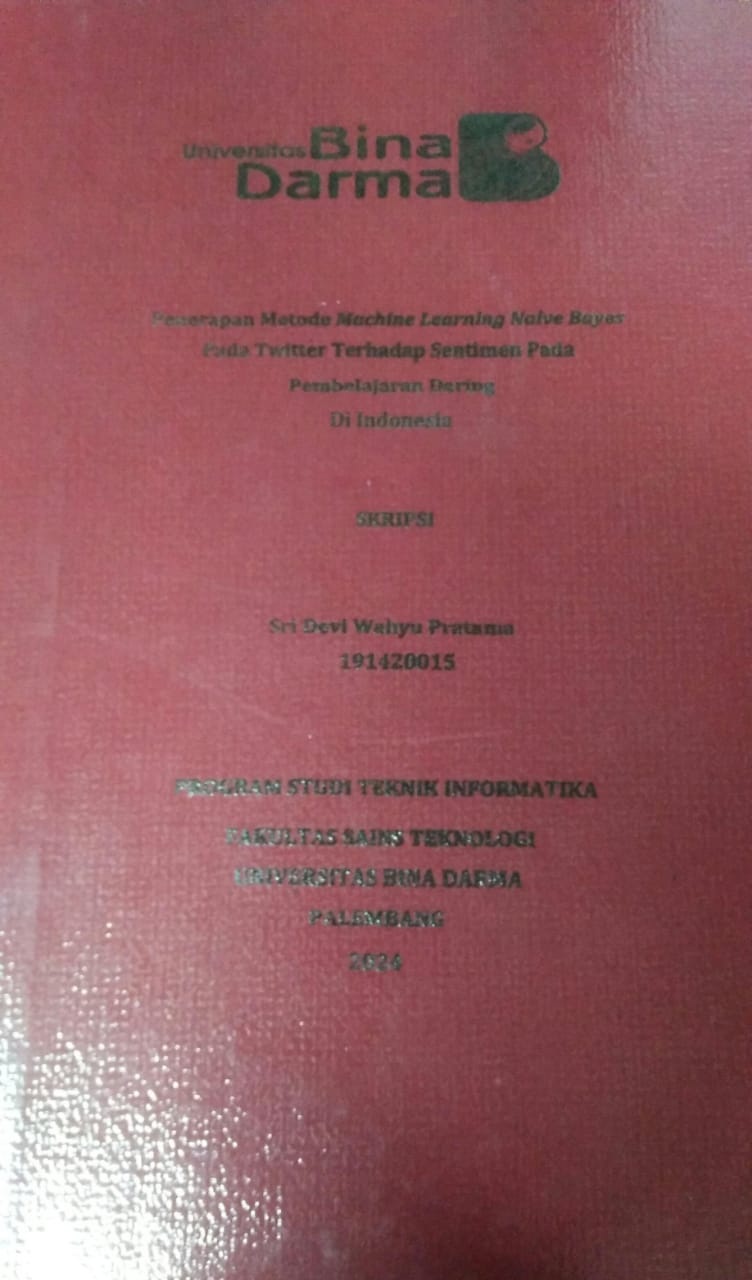 Universitas Bina
Darma
Penerapan Metode Machine Learning Naive Bayes
Pada Twitter Terhadap Sentimen Pada
Pembelajaran Daring
Di Indonesia
SKRIPSI
Sri Devi Wahyu Pratama
191420015
PROGRAM STUDI TEKNIK INFORMATIKA
FAKULTAS SAINS TEKNOLOGI
UNIVERSITAS BINA DARMA
PALEMBANG
2024